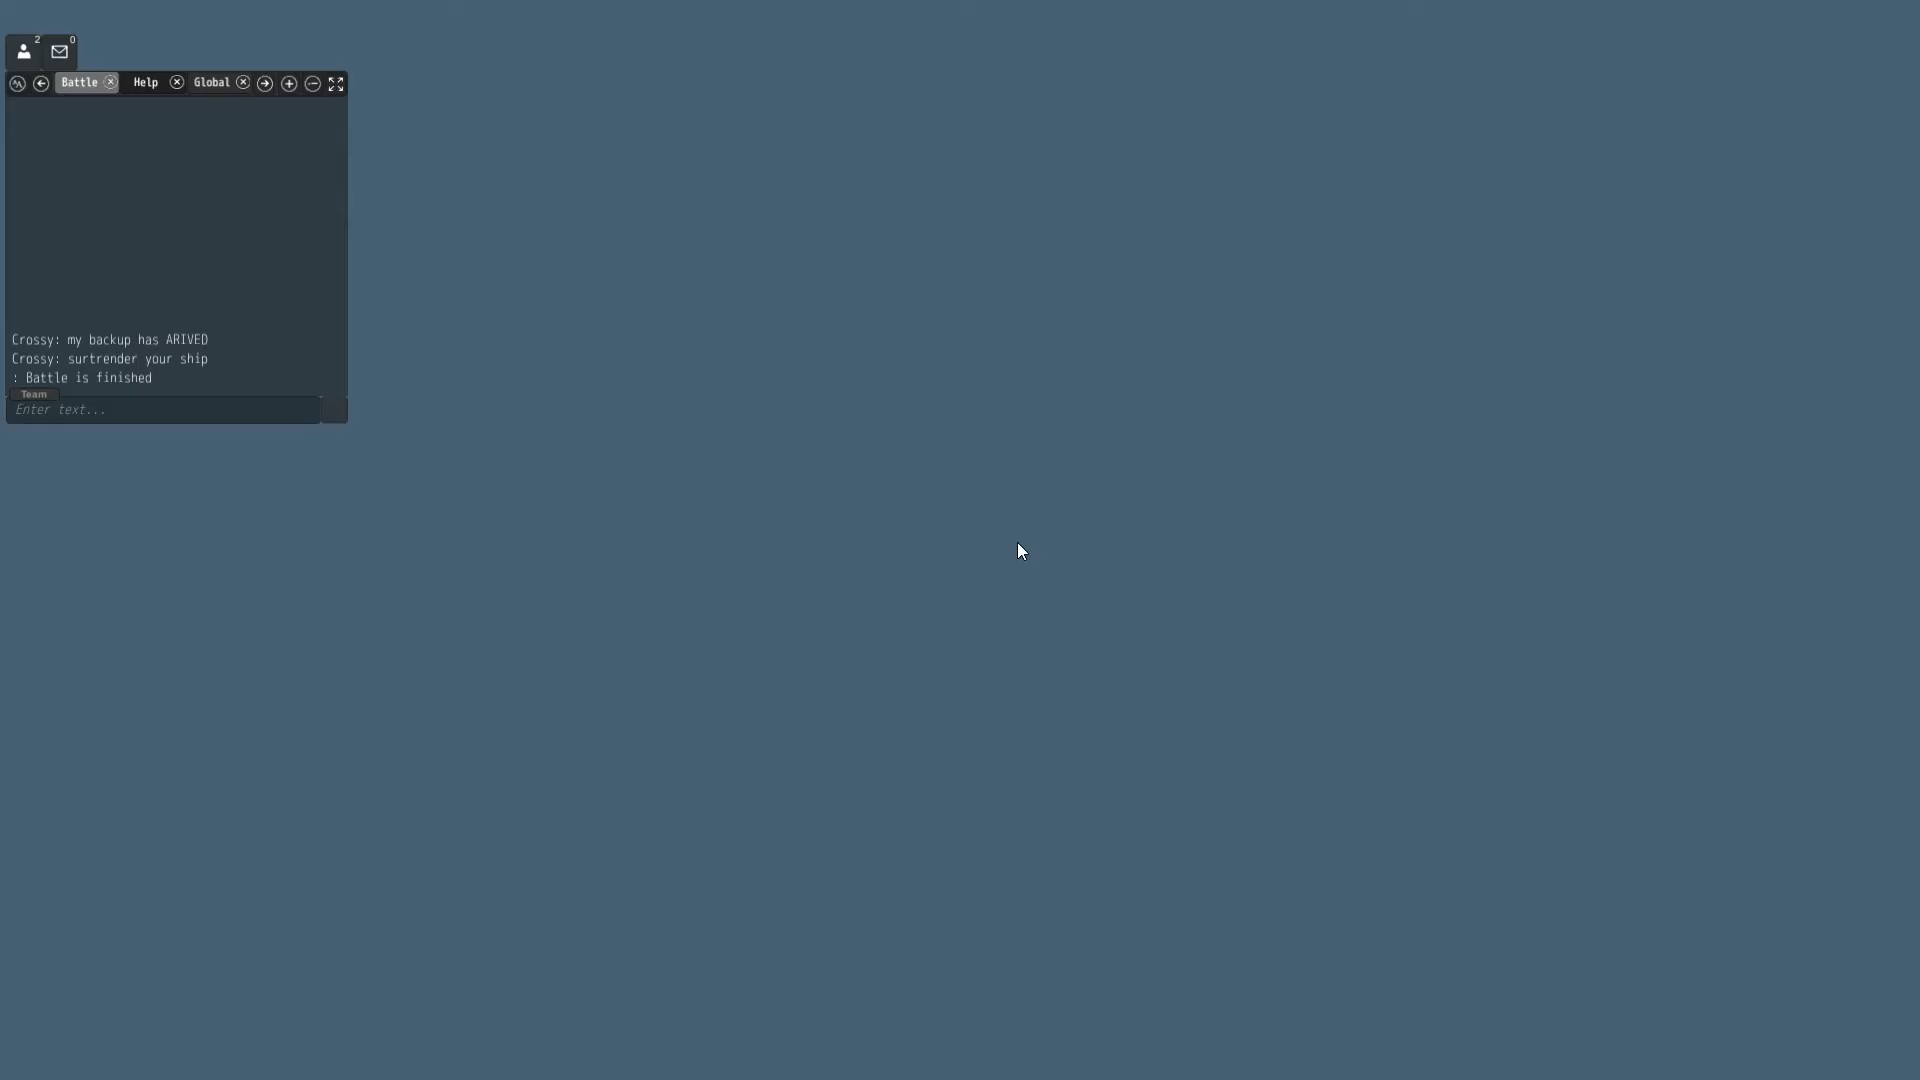 2 0
Battle Help Global
Crossy: my backup has ARIVED
Crossy: surtrender your ship
: Battle is finished
Team
Enter text...